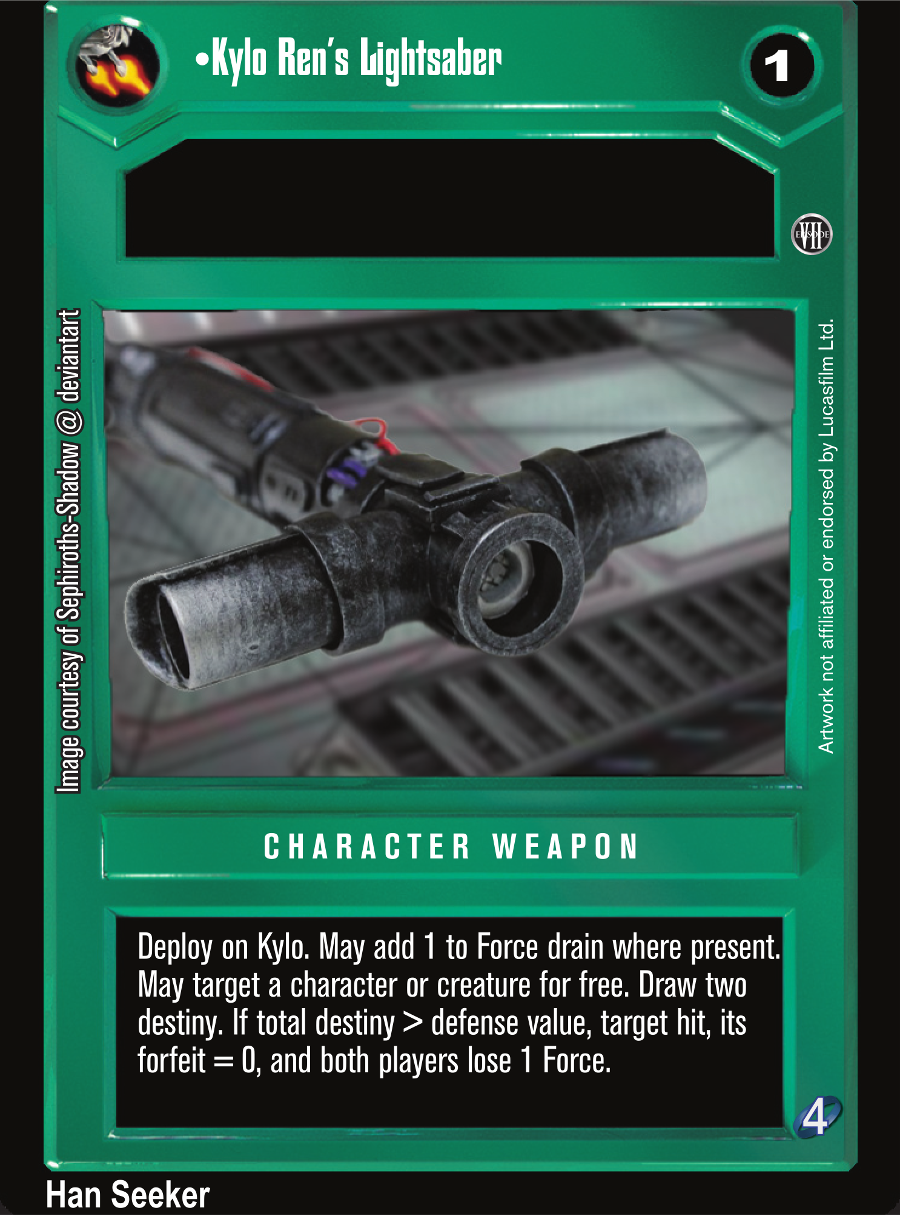 •Kylo Ren's Lightsaber
1
EPISODE
VII
Image courtesy of Sephiroths-Shadow @ deviantart
Artwork not affiliated or endorsed by Lucasfilm Ltd.
CHARACTER WEAPON
Deploy on Kylo. May add 1 to Force drain where present.
May target a character or creature for free. Draw two
destiny. If total destiny > defense value, target hit, its
forfeit = 0, and both players lose 1 Force.
4
Han Seeker